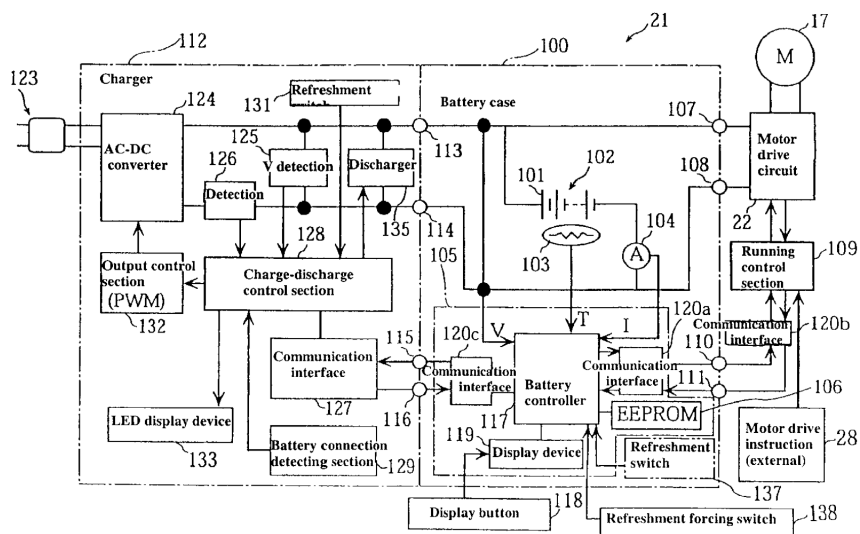 21
17
112
100
M
123
Charger
Refreshment
switch
131
Battery case
124
107
125
113
AC-DC
converter
126
V detection
Discharger
102
101
108
Motor
drive
circuit
Detection
104
22
114
135
128
103
A
109
105
Output control
section
(PWM)
Charge-discharge
control section
Running
control
section
132
V
T
I
120a
115
120c
110
Communication
interface
120b
Communication
interface
Communication
interface
Battery
controller
Communication
interface
111
106
127
116
117
EEPROM
LED display device
119
Display device
Refreshment
switch
Motor drive
instruction
(external)
28
133
Battery connection
detecting section
129
137
Display button
118
Refreshment forcing switch
138